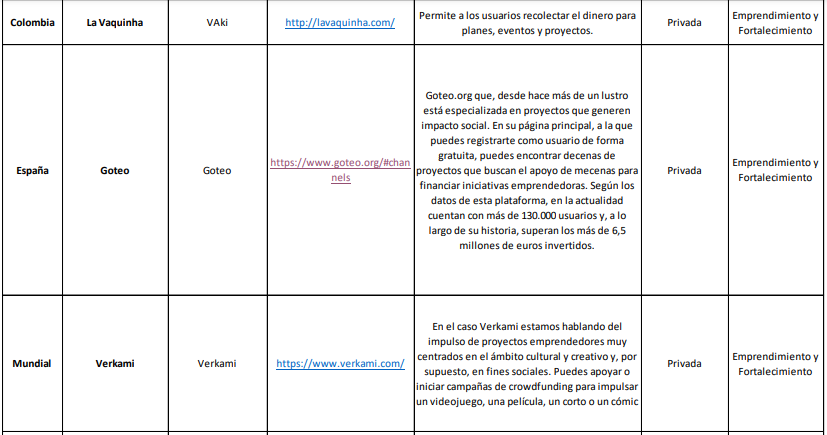 Colombia
La Vaquinha
VAki
http://lavaquinha.com/
Permite a los usuarios recolectar el dinero para
planes, eventos y proyectos.
Privada
Emprendimiento y
Fortalecimiento
España
Goteo
Goteo
https://www.goteo.org/#chan
nels
Goteo.org que, desde hace más de un lustro
está especializada en proyectos que generen
impacto social. En su página principal, a la que
puedes registrarte como usuario de forma
gratuita, puedes encontrar decenas de
proyectos que buscan el apoyo de mecenas para
financiar iniciativas emprendedoras. Según los
datos de esta plataforma, en la actualidad
cuentan con más de 130.000 usuarios y, a lo
largo de su historia, superan los más de 6,5
millones de euros invertidos.
Privada
Emprendimiento y
Fortalecimiento
Mundial
Verkami
Verkami
https://www.verkami.com/
En el caso Verkami estamos hablando del
impulso de proyectos emprendedores muy
centrados en el ámbito cultural y creativo y, por
supuesto, en fines sociales. Puedes apoyar o
iniciar campañas de crowdfunding para impulsar
un videojuego, una película, un corto o un cómic
Privada
Emprendimiento y
Fortalecimiento